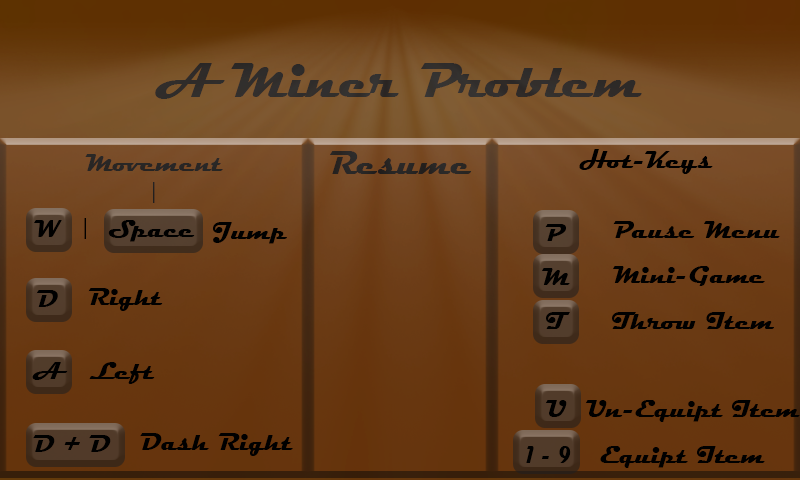 A Miner Problem
Movement
|
W | Space Jump
D Right
A Left
D + D Dash Right
Resume
Hot-Keys
P Pause Menu
M Mini-Game
T Throw Item
U Un-Equipt Item
1 - 9 Equipt Item